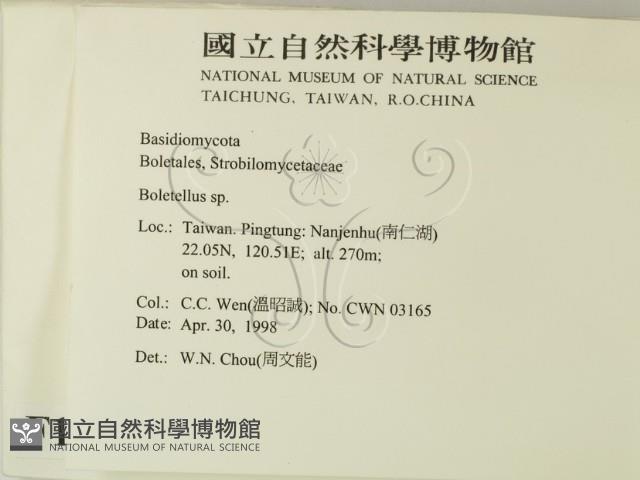 國立自然科學博物館
NATIONAL MUSEUM OF NATURAL SCIENCE
TAICHUNG, TAIWAN, R.O.CHINA
Basidiomycota
Boletales, Strobilomycetaceae
Boletellus sp.
Loc.: Taiwan. Pingtung: Nanjenhu(南仁湖)
22.05N, 120.51E; alt. 270m;
on soil.
Col.: C.C. Wen(溫昭誠); No. CWN 03165
Date: Apr. 30, 1998
Det.: W.N. Chou(周文能)
國立自然科學博物館
NATIONAL MUSEUM OF NATURAL SCIENCE